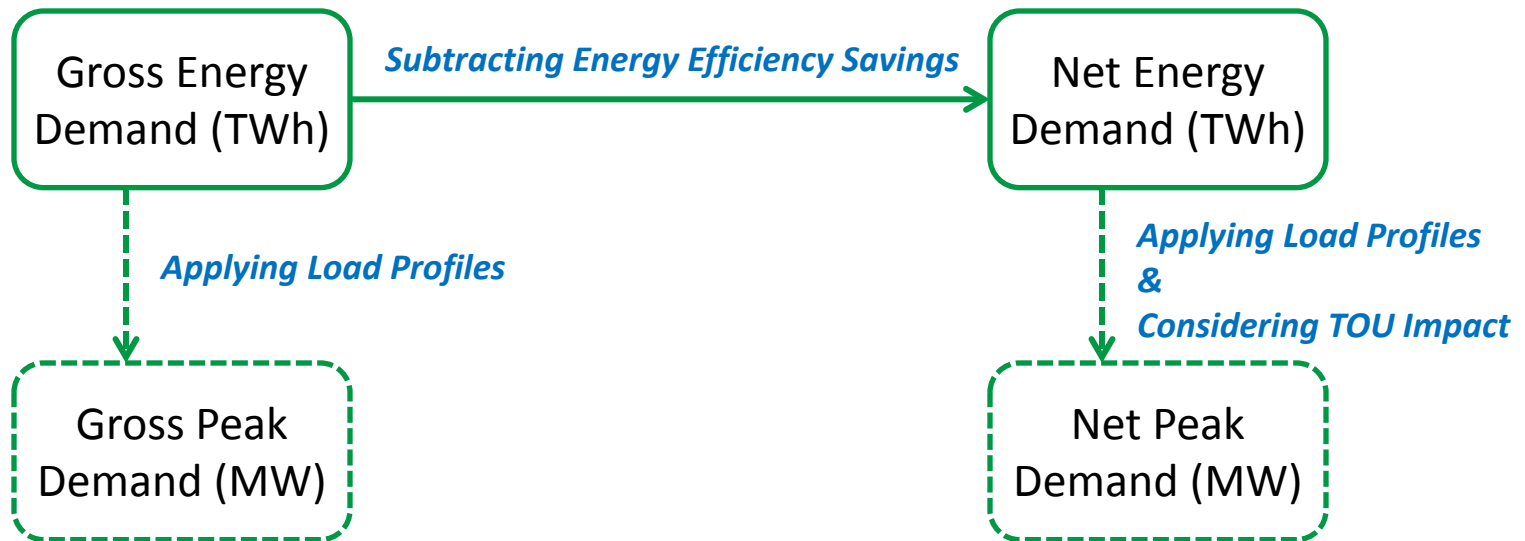 Gross Energy
Demand (TWh)
Subtracting Energy Efficiency Savings
Net Energy
Demand (TWh)
Applying Load Profiles
Applying Load Profiles
&
Considering TOU Impact
Gross Peak
Demand (MW)
Net Peak
Demand (MW)